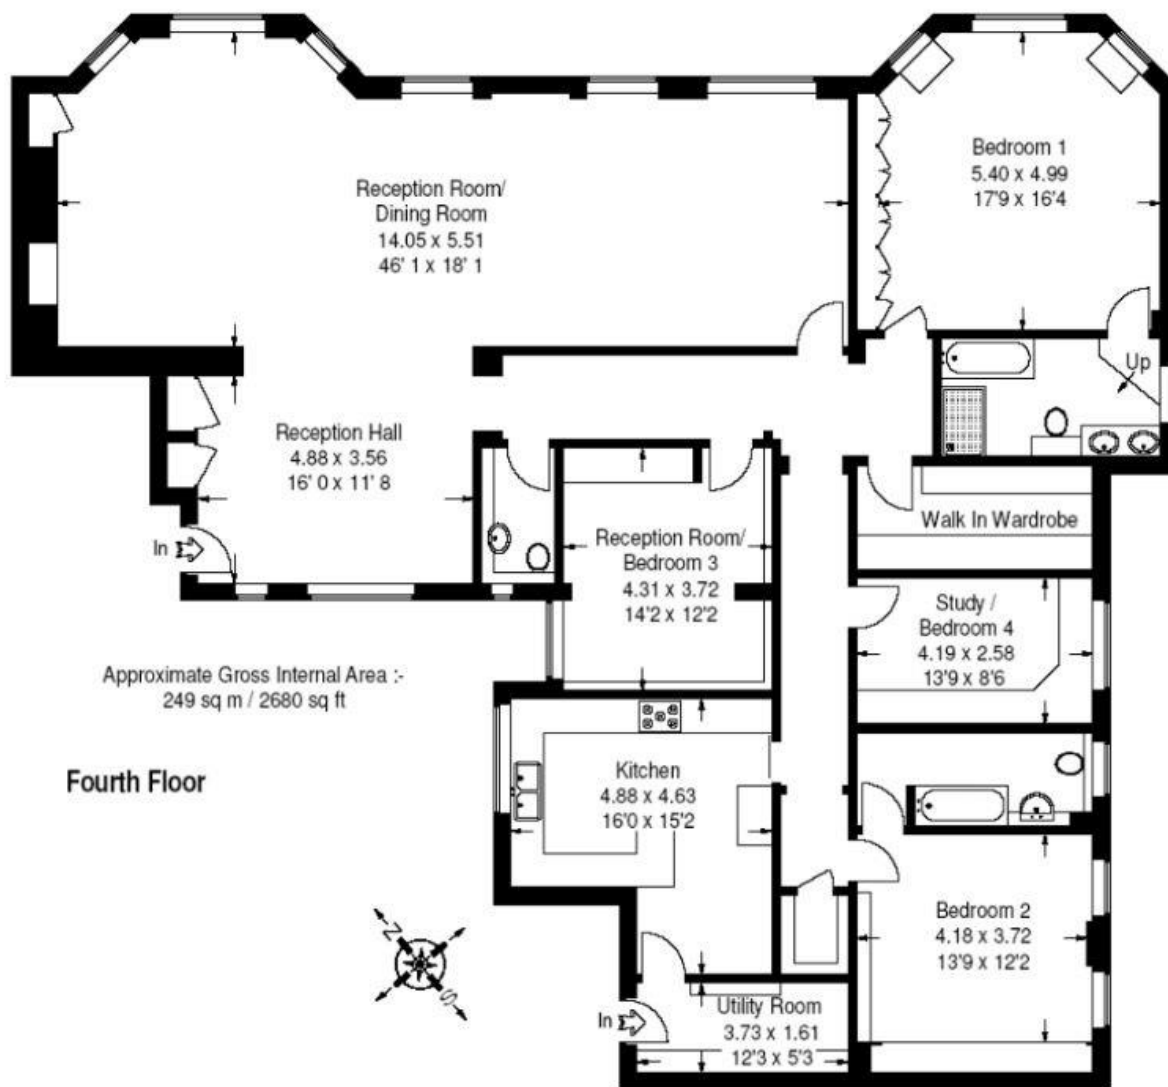 Reception Room/
Dining Room
14.05 x 5.51
46' 1 x 18' 1
Bedroom 1
5.40 x 4.99
17'9 x 16'4
Up
Reception Hall
4.88 x 3.56
16' 0 x 11' 8
In
Reception Room/
Bedroom 3
4.31 x 3.72
14'2 x 12'2
Walk In Wardrobe
Study /
Bedroom 4
4.19 x 2.58
13'9 x 8'6
Approximate Gross Internal Area :-
249 sq m / 2680 sq ft
Fourth Floor
Kitchen
4.88 x 4.63
16'0 x 15'2
Bedroom 2
4.18 x 3.72
13'9 x 12'2
N
S
In
Utility Room
3.73 x 1.61
12'3 x 5'3